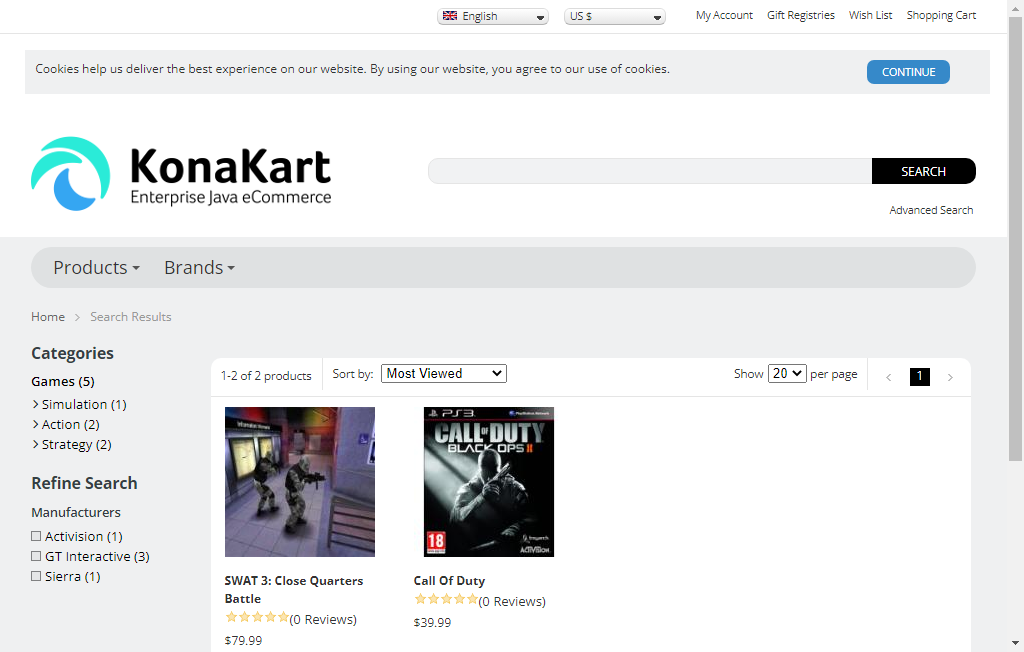 English
US $
My Account
Gift Registries
Wish List
Shopping Cart
Cookies help us deliver the best experience on our website. By using our website, you agree to our use of cookies.
CONTINUE
KonaKart
Enterprise Java eCommerce
SEARCH
Advanced Search
Products
Brands
Home > Search Results
Categories
Games (5)
Simulation (1)
Action (2)
Strategy (2)
Refine Search
Manufacturers
Activision (1)
GT Interactive (3)
Sierra (1)
1-2 of 2 products
Sort by: Most Viewed
Show 20 per page
1
SWAT 3: Close Quarters
Battle
(0 Reviews)
$79.99
PS3
CALL OF DUTY
BLACK OPS II
18
ACTIVISION
Call Of Duty
(0 Reviews)
$39.99